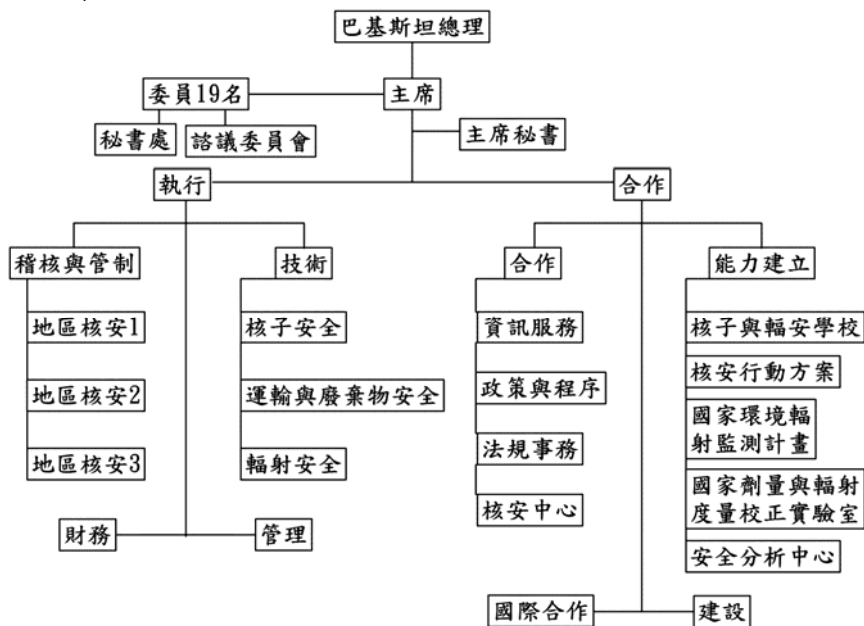 巴基斯坦總理
委員19名
主席
秘書處
諮議委員會
主席秘書
執行
合作
稽核與管制
技術
合作
能力建立
地區核安1
核子安全
資訊服務
核子與輻安學校
地區核安2
運輸與廢棄物安全
政策與程序
核安行動方案
地區核安3
輻射安全
法規事務
國家環境輻
射監測計畫
核安中心
國家劑量與輻射
度量校正實驗室
財務
管理
安全分析中心
國際合作
建設